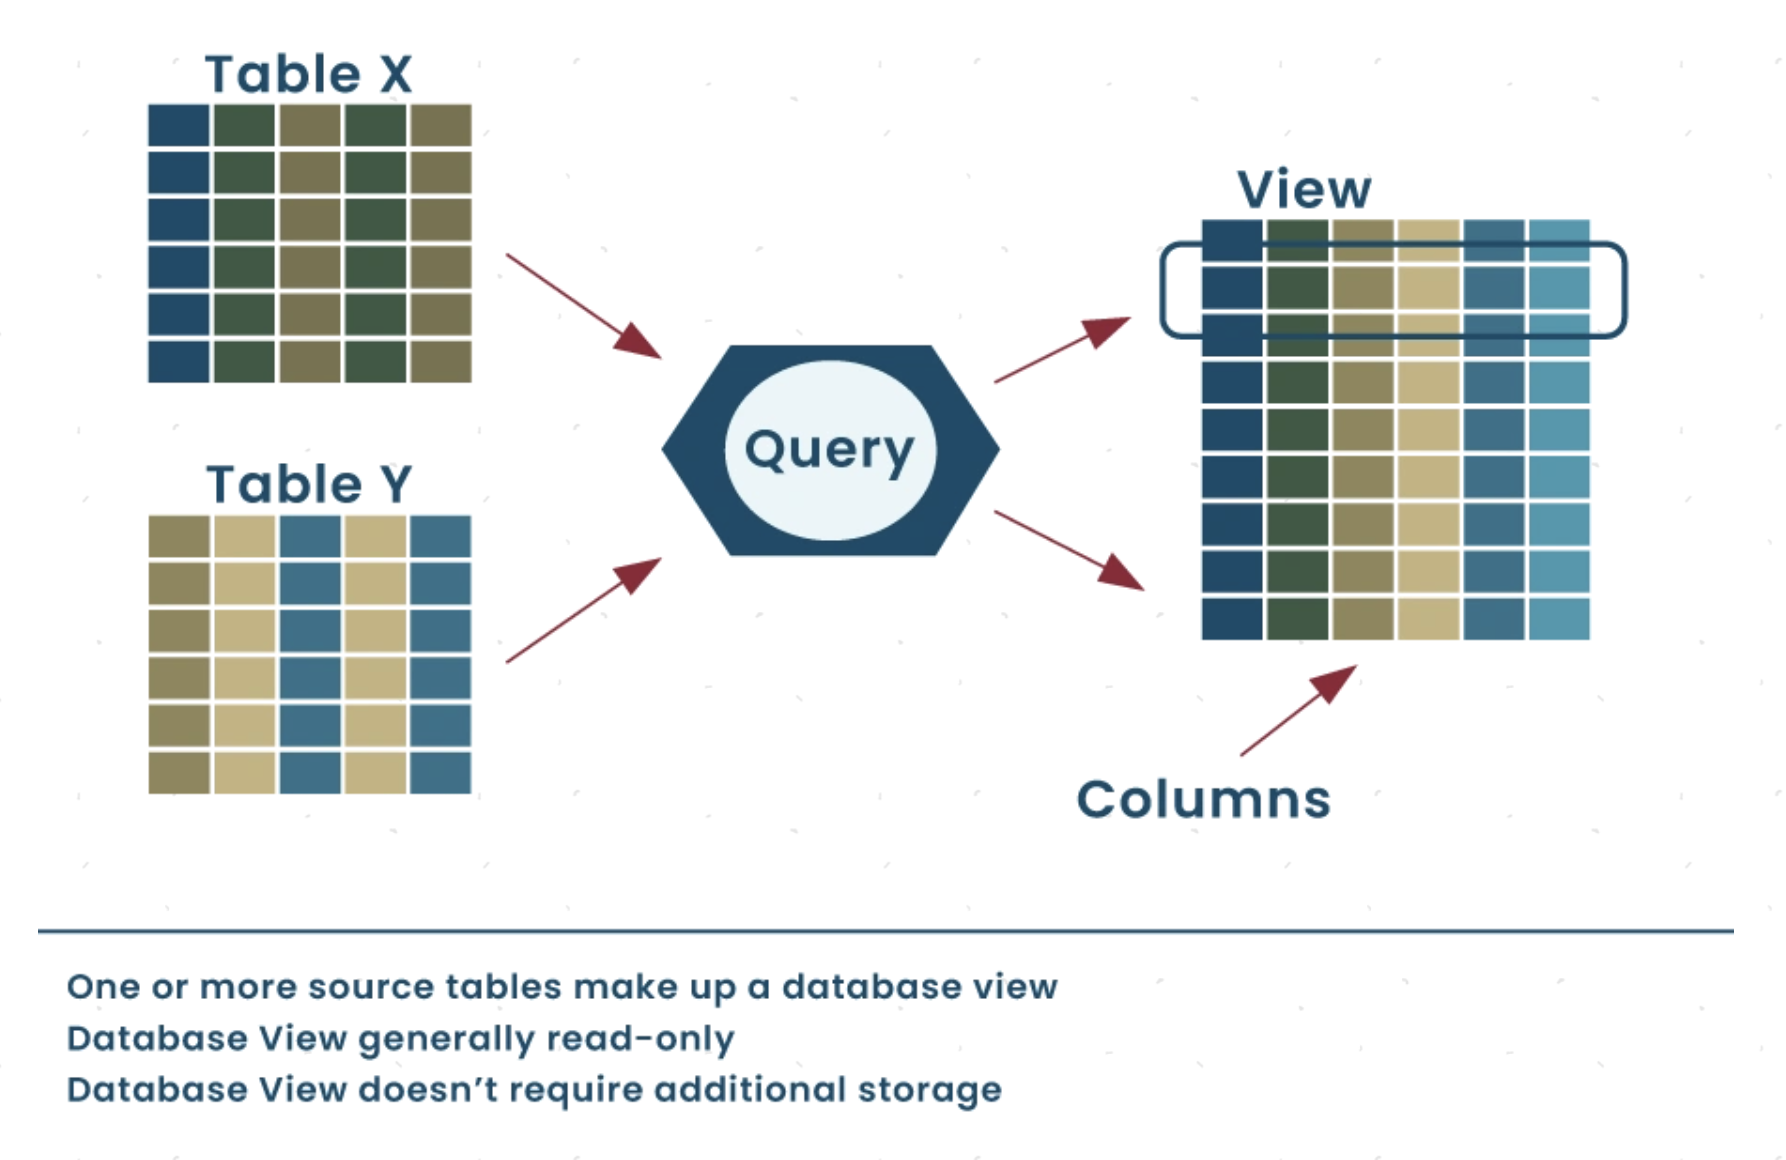 Table X
View
Query
Table Y
Columns
One or more source tables make up a database view
Database View generally read-only
Database View doesn’t require additional storage